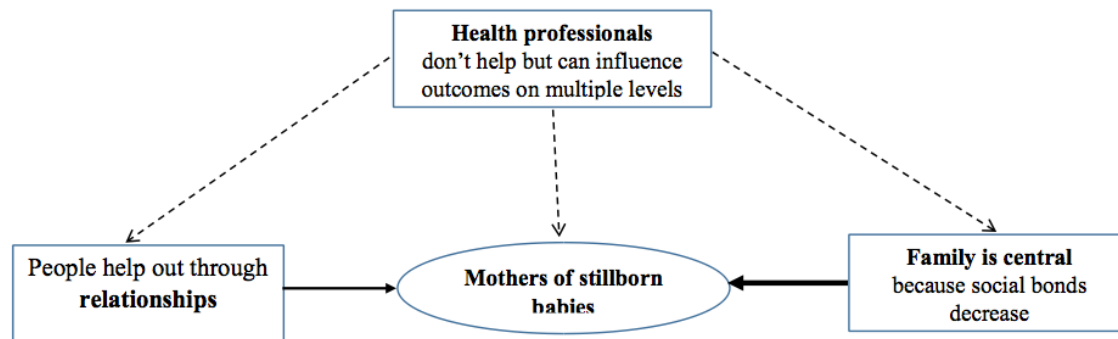 Health professionals
don’t help but can influence
outcomes on multiple levels
People help out through
relationships
Mothers of stillborn
babies
Family is central
because social bonds
decrease